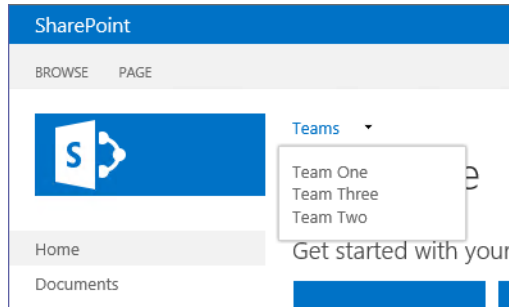 SharePoint
BROWSE PAGE
S
Teams
Team One
Team Three
Team Two
e
Home
Get started with your
Documents